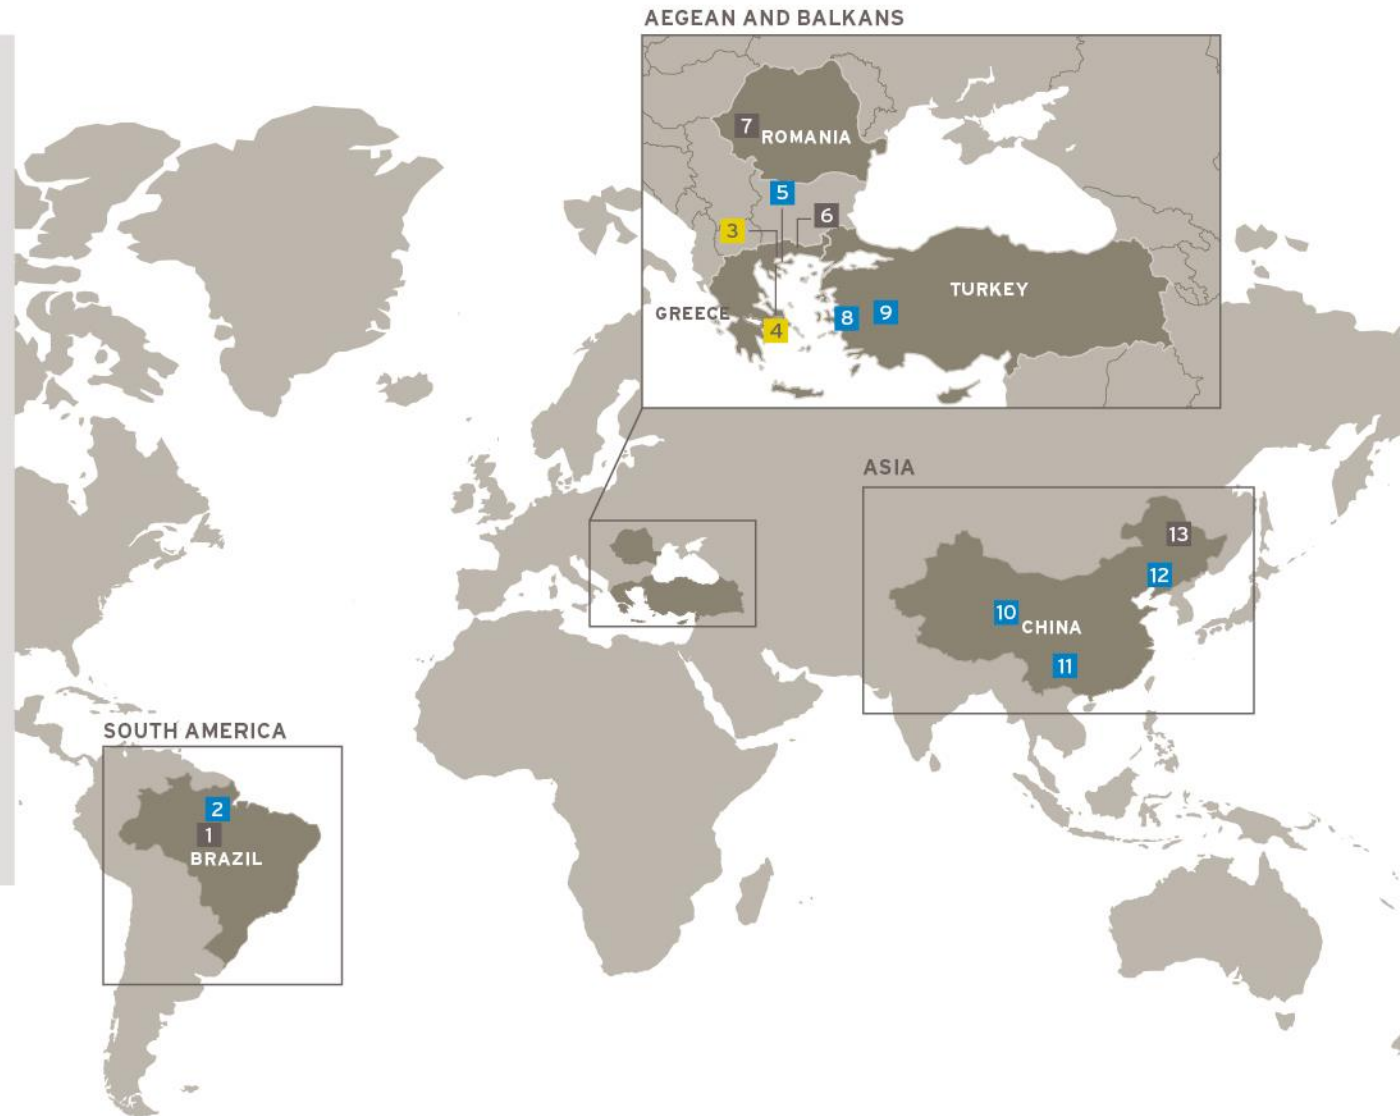 AEGEAN AND BALKANS
7 ROMANIA
5
6
3
TURKEY
GREECE
8 9
4
ASIA
13
12
10
CHINA
11
SOUTH AMERICA
2
1
BRAZIL